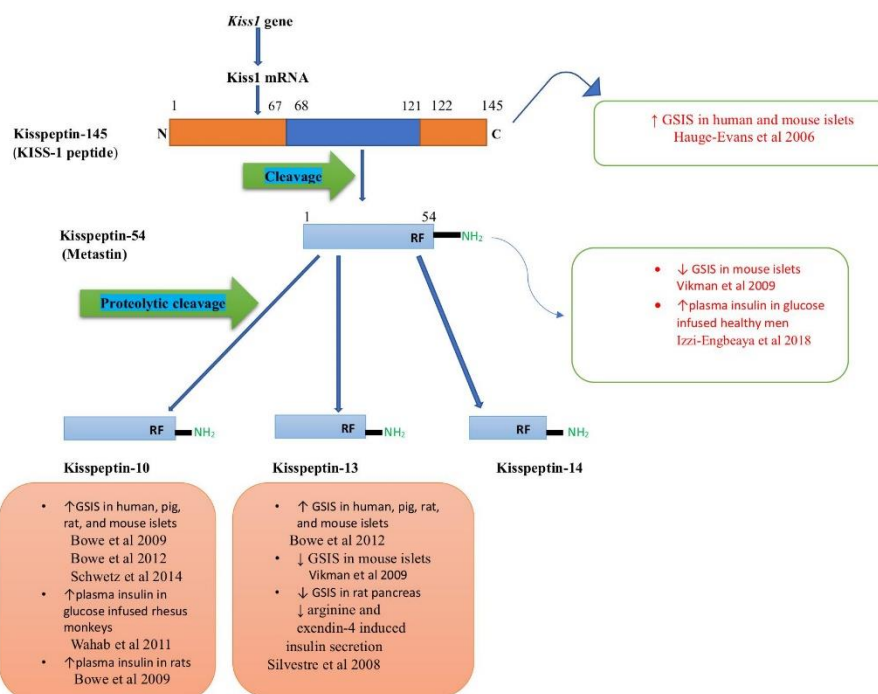 Kiss1 gene
Kiss1 mRNA
1 67 68 121 122 145
Kisspeptin-145
(KISS-1 peptide)
N C
↑ GSIS in human and mouse islets
Hauge-Evans et al 2006
Cleavage
1 54
Kisspeptin-54
(Metastin)
RF NH₂
• ↓ GSIS in mouse islets
Vikman et al 2009
• ↑plasma insulin in glucose
infused healthy men
Izzi-Engbeaya et al 2018
Proteolytic cleavage
RF NH₂
RF NH₂
RF NH₂
Kisspeptin-10
Kisspeptin-13
Kisspeptin-14
• ↑GSIS in human, pig,
rat, and mouse islets
Bowe et al 2009
Bowe et al 2012
Schwetz et al 2014
• ↑plasma insulin in
glucose infused rhesus
monkeys
Wahab et al 2011
• ↑plasma insulin in rats
Bowe et al 2009
• ↑ GSIS in human, pig, rat,
and mouse islets
Bowe et al 2012
• ↓ GSIS in mouse islets
Vikman et al 2009
• ↓ GSIS in rat pancreas
↓ arginine and
exendin-4 induced
insulin secretion
Silvestre et al 2008